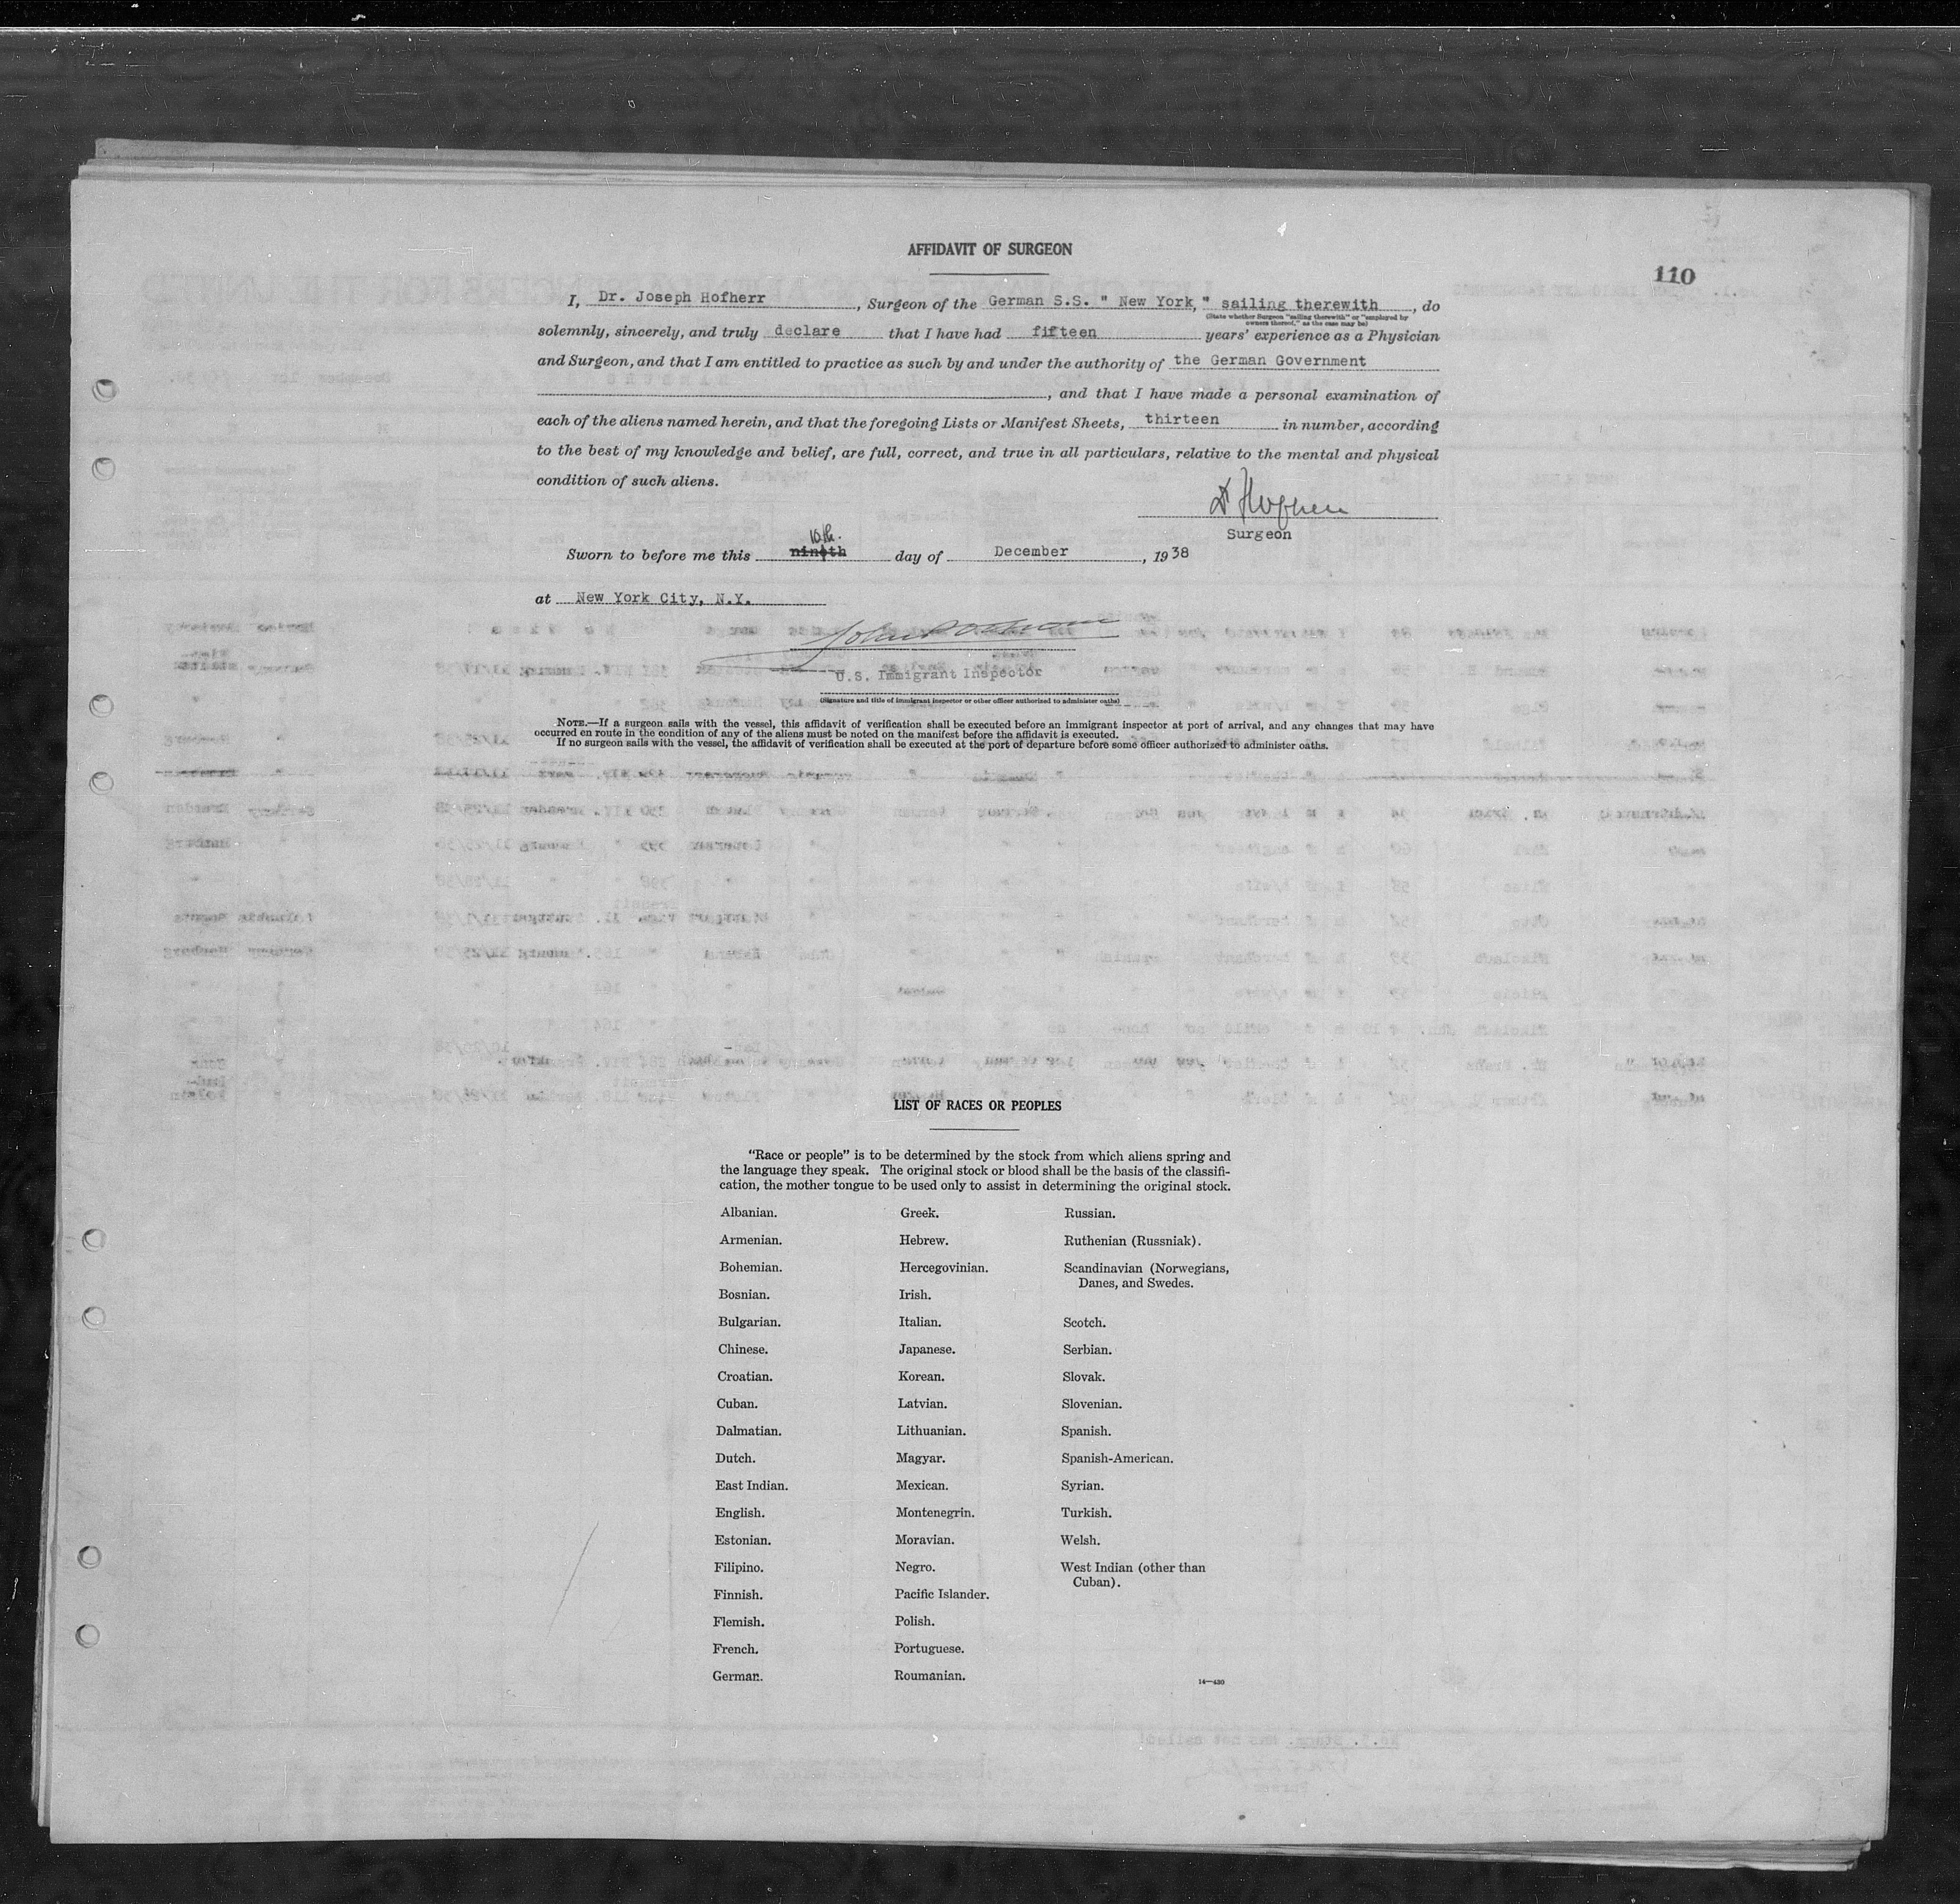 AFFIDAVIT OF SURGEON
110
I, Dr. Joseph Hofherr, Surgeon of the German S.S. " New York," sailing therewith, do
(State whether Surgeon "sailing therewith" or "employed by
owners thereof," as the case may be)
solemnly, sincerely, and truly declare that I have had fifteen years' experience as a Physician
and Surgeon, and that I am entitled to practice as such by and under the authority of the German Government
, and that I have made a personal examination of
each of the aliens named herein, and that the foregoing Lists or Manifest Sheets, thirteen in number, according
to the best of my knowledge and belief, are full, correct, and true in all particulars, relative to the mental and physical
condition of such aliens.
Surgeon
10th.
Sworn to before me this ninth day of December, 1938
at New York City, N.Y.
U.S. Immigrant Inspector
(Signature and title of immigrant inspector or other officer authorized to administer oaths)
NOTE.—If a surgeon sails with the vessel, this affidavit of verification shall be executed before an immigrant inspector at port of arrival, and any changes that may have
occurred en route in the condition of any of the aliens must be noted on the manifest before the affidavit is executed.
If no surgeon sails with the vessel, the affidavit of verification shall be executed at the port of departure before some officer authorized to administer oaths.
LIST OF RACES OR PEOPLES
"Race or people" is to be determined by the stock from which aliens spring and
the language they speak. The original stock or blood shall be the basis of the classifi-
cation, the mother tongue to be used only to assist in determining the original stock.
Albanian.
Armenian.
Bohemian.
Bosnian.
Bulgarian.
Chinese.
Croatian.
Cuban.
Dalmatian.
Dutch.
East Indian.
English.
Estonian.
Filipino.
Finnish.
Flemish.
French.
German.
Greek.
Hebrew.
Hercegovinian.
Irish.
Italian.
Japanese.
Korean.
Latvian.
Lithuanian.
Magyar.
Mexican.
Montenegrin.
Moravian.
Negro.
Pacific Islander.
Polish.
Portuguese.
Roumanian.
Russian.
Ruthenian (Russniak).
Scandinavian (Norwegians,
Danes, and Swedes.
Scotch.
Serbian.
Slovak.
Slovenian.
Spanish.
Spanish-American.
Syrian.
Turkish.
Welsh.
West Indian (other than
Cuban).
14—430